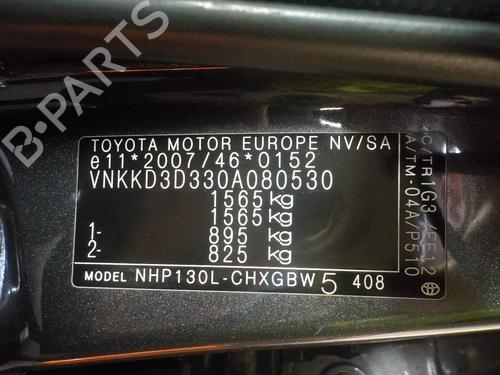 TOYOTA MOTOR EUROPE NV/SA
e11*2007/46*0152
VNKKD3D330A080530
1565 kg
1565 kg
1- 895 kg
2- 825 kg
MODEL NHP130L-CHXGBW 5 408
C/TR 1G3 /FE12
A/TM -04A/P510